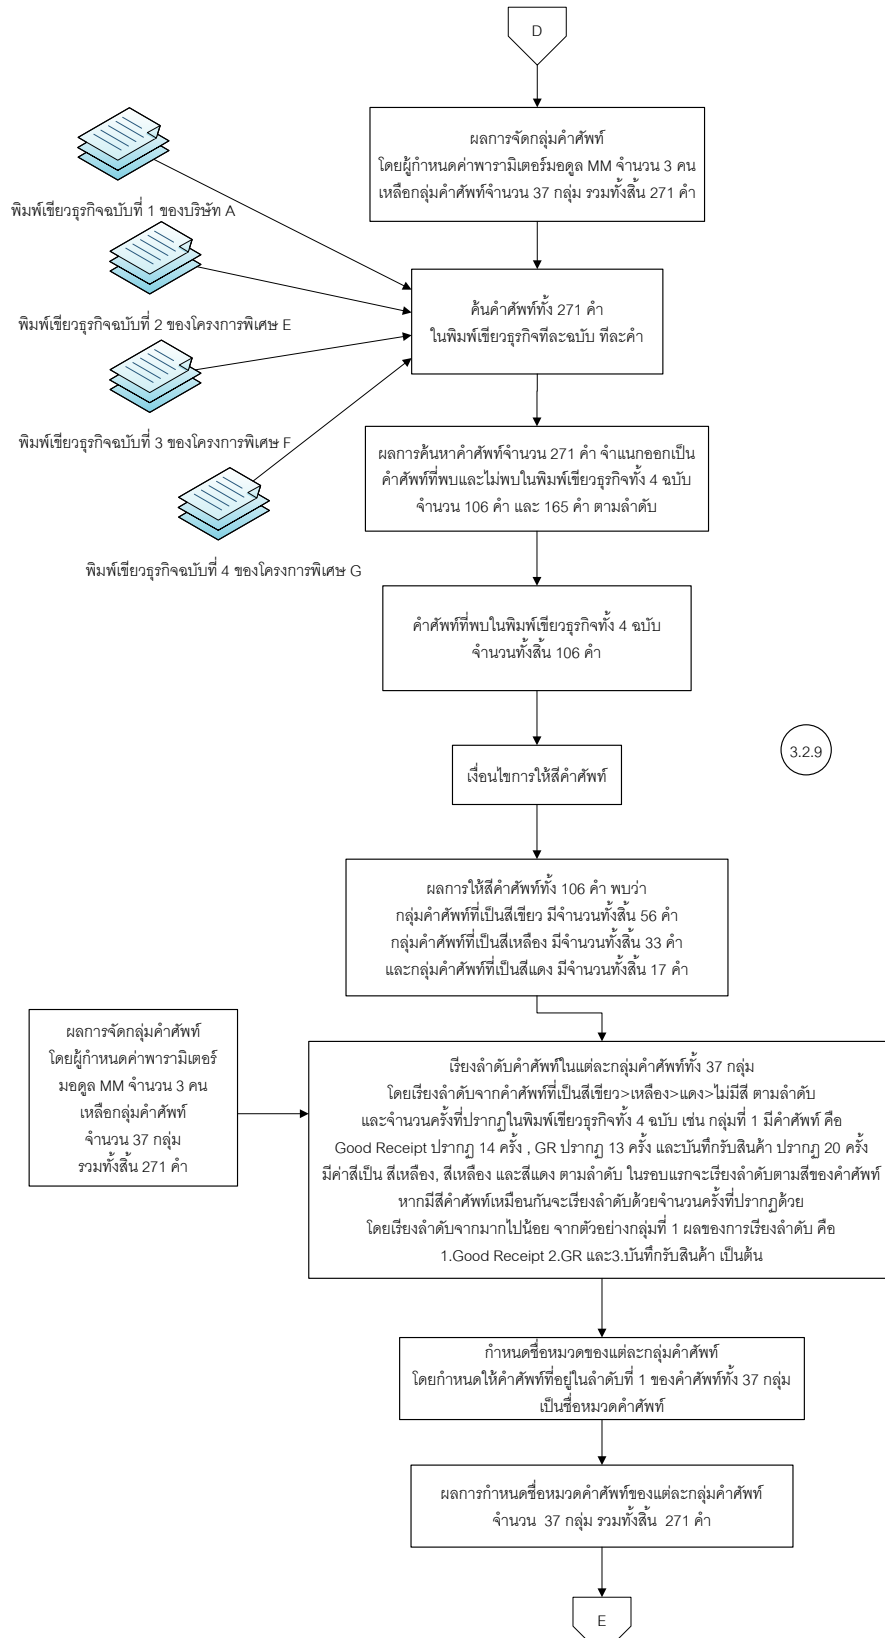 D
ผลการจัดกลุ่มคำศัพท์
โดยผู้กำหนดค่าพารามิเตอร์มอดูล MM จำนวน 3 คน
เหลือกลุ่มคำศัพท์จำนวน 37 กลุ่ม รวมทั้งสิ้น 271 คำ
พิมพ์เขียวธุรกิจฉบับที่ 1 ของบริษัท A
พิมพ์เขียวธุรกิจฉบับที่ 2 ของโครงการพิเศษ E
พิมพ์เขียวธุรกิจฉบับที่ 3 ของโครงการพิเศษ F
พิมพ์เขียวธุรกิจฉบับที่ 4 ของโครงการพิเศษ G
ค้นคำศัพท์ทั้ง 271 คำ
ในพิมพ์เขียวธุรกิจทีละฉบับ ทีละคำ
ผลการค้นหาคำศัพท์จำนวน 271 คำ จำแนกออกเป็น
คำศัพท์ที่พบและไม่พบในพิมพ์เขียวธุรกิจทั้ง 4 ฉบับ
จำนวน 106 คำ และ 165 คำ ตามลำดับ
คำศัพท์ที่พบในพิมพ์เขียวธุรกิจทั้ง 4 ฉบับ
จำนวนทั้งสิ้น 106 คำ
3.2.9
เงื่อนไขการให้สีคำศัพท์
ผลการให้สีคำศัพท์ทั้ง 106 คำ พบว่า
กลุ่มคำศัพท์ที่เป็นสีเขียว มีจำนวนทั้งสิ้น 56 คำ
กลุ่มคำศัพท์ที่เป็นสีเหลือง มีจำนวนทั้งสิ้น 33 คำ
และกลุ่มคำศัพท์ที่เป็นสีแดง มีจำนวนทั้งสิ้น 17 คำ
ผลการจัดกลุ่มคำศัพท์
โดยผู้กำหนดค่าพารามิเตอร์
มอดูล MM จำนวน 3 คน
เหลือกลุ่มคำศัพท์
จำนวน 37 กลุ่ม
รวมทั้งสิ้น 271 คำ
เรียงลำดับคำศัพท์ในแต่ละกลุ่มคำศัพท์ทั้ง 37 กลุ่ม
โดยเรียงลำดับจากคำศัพท์ที่เป็นสีเขียว>เหลือง>แดง>ไม่มีสี ตามลำดับ
และจำนวนครั้งที่ปรากฏในพิมพ์เขียวธุรกิจทั้ง 4 ฉบับ เช่น กลุ่มที่ 1 มีคำศัพท์ คือ
Good Receipt ปรากฏ 14 ครั้ง , GR ปรากฏ 13 ครั้ง และบันทึกรับสินค้า ปรากฏ 20 ครั้ง
มีค่าสีเป็น สีเหลือง, สีเหลือง และสีแดง ตามลำดับ ในรอบแรกจะเรียงลำดับตามสีของคำศัพท์
หากมีสีคำศัพท์เหมือนกันจะเรียงลำดับด้วยจำนวนครั้งที่ปรากฏด้วย
โดยเรียงลำดับจากมากไปน้อย จากตัวอย่างกลุ่มที่ 1 ผลของการเรียงลำดับ คือ
1.Good Receipt 2.GR และ3.บันทึกรับสินค้า เป็นต้น
กำหนดชื่อหมวดของแต่ละกลุ่มคำศัพท์
โดยกำหนดให้คำศัพท์ที่อยู่ในลำดับที่ 1 ของคำศัพท์ทั้ง 37 กลุ่ม
เป็นชื่อหมวดคำศัพท์
ผลการกำหนดชื่อหมวดคำศัพท์ของแต่ละกลุ่มคำศัพท์
จำนวน 37 กลุ่ม รวมทั้งสิ้น 271 คำ
E